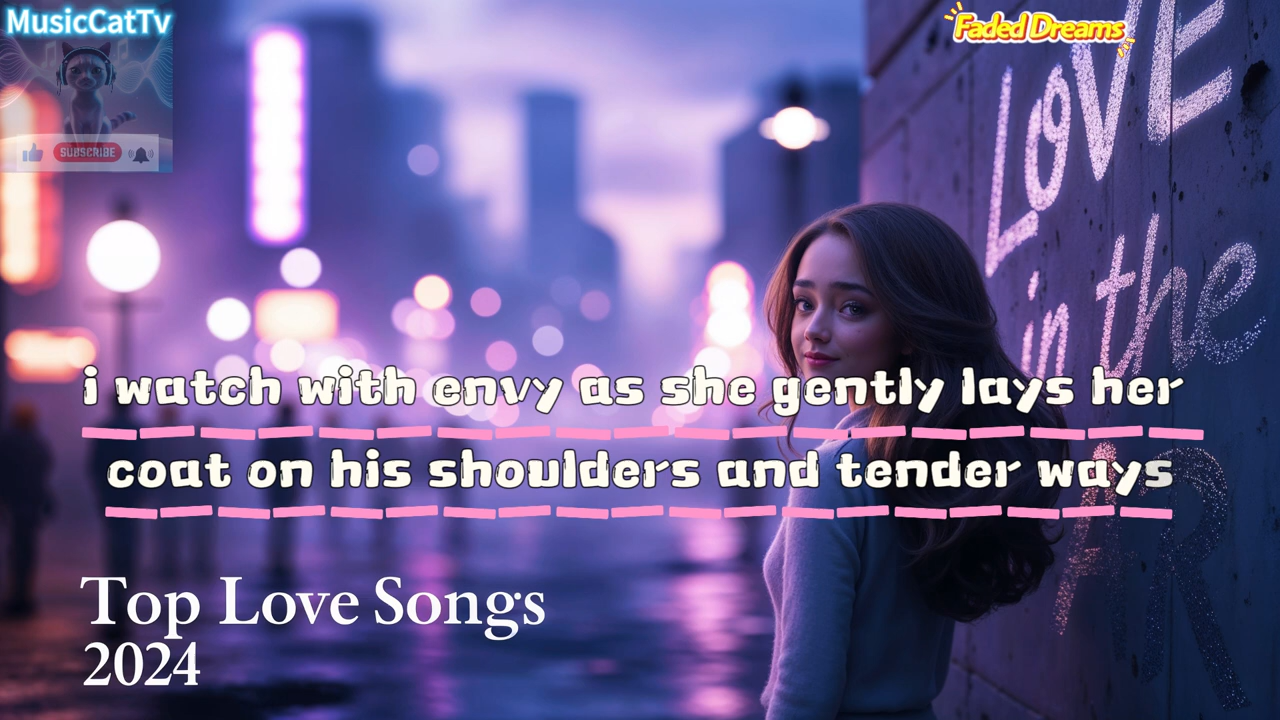 MusicCatTv
SUBSCRIBE
Faded Dreams
LOVE
in the
AIR
i watch with envy as she gently lays her
coat on his shoulders and tender ways
Top Love Songs
2024